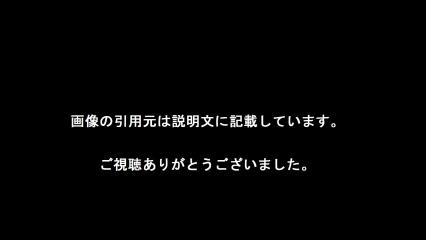 画像の引用元は説明文に記載しています。
ご視聴ありがとうございました。